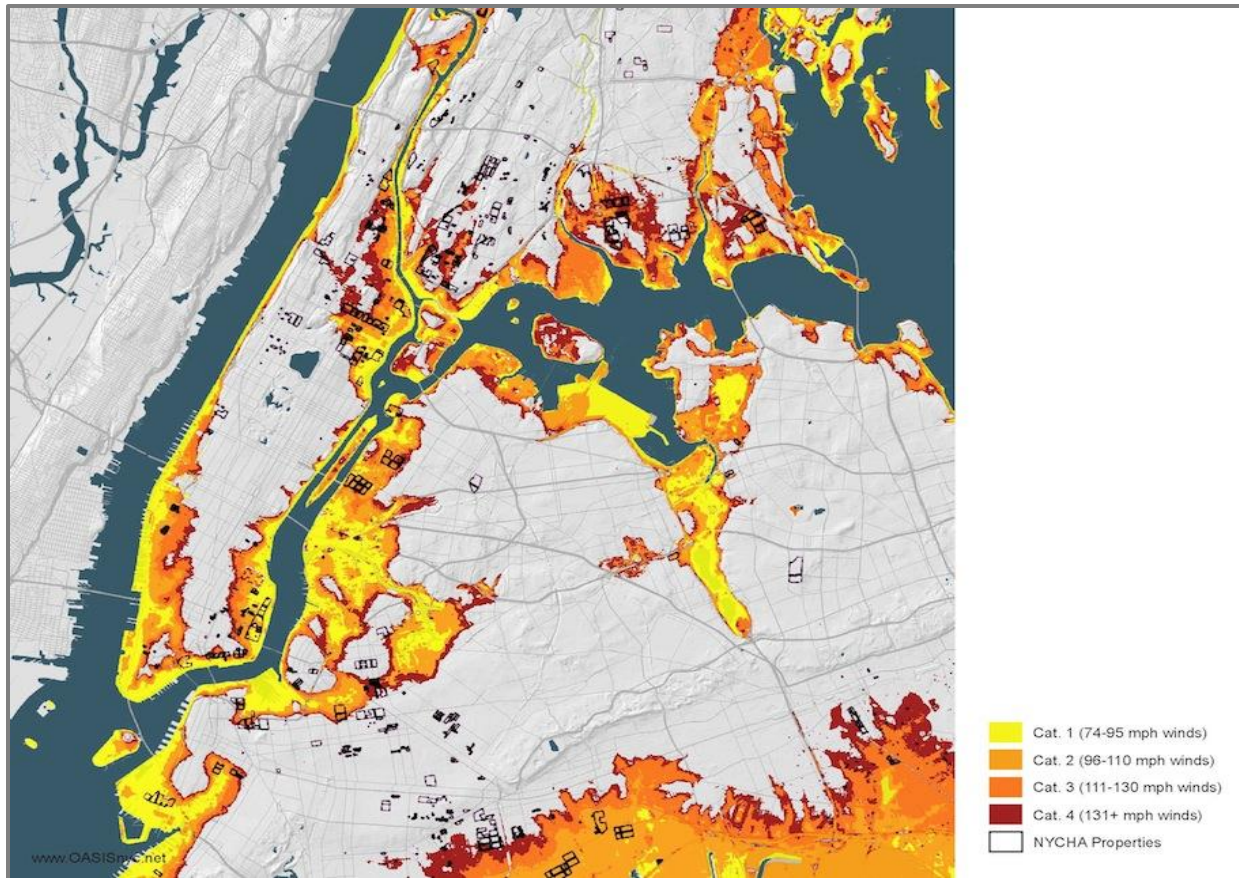 Cat. 1 (74-95 mph winds)
Cat. 2 (96-110 mph winds)
Cat. 3 (111-130 mph winds)
Cat. 4 (131+ mph winds)
NYCHA Properties
www.OASISnyc.net